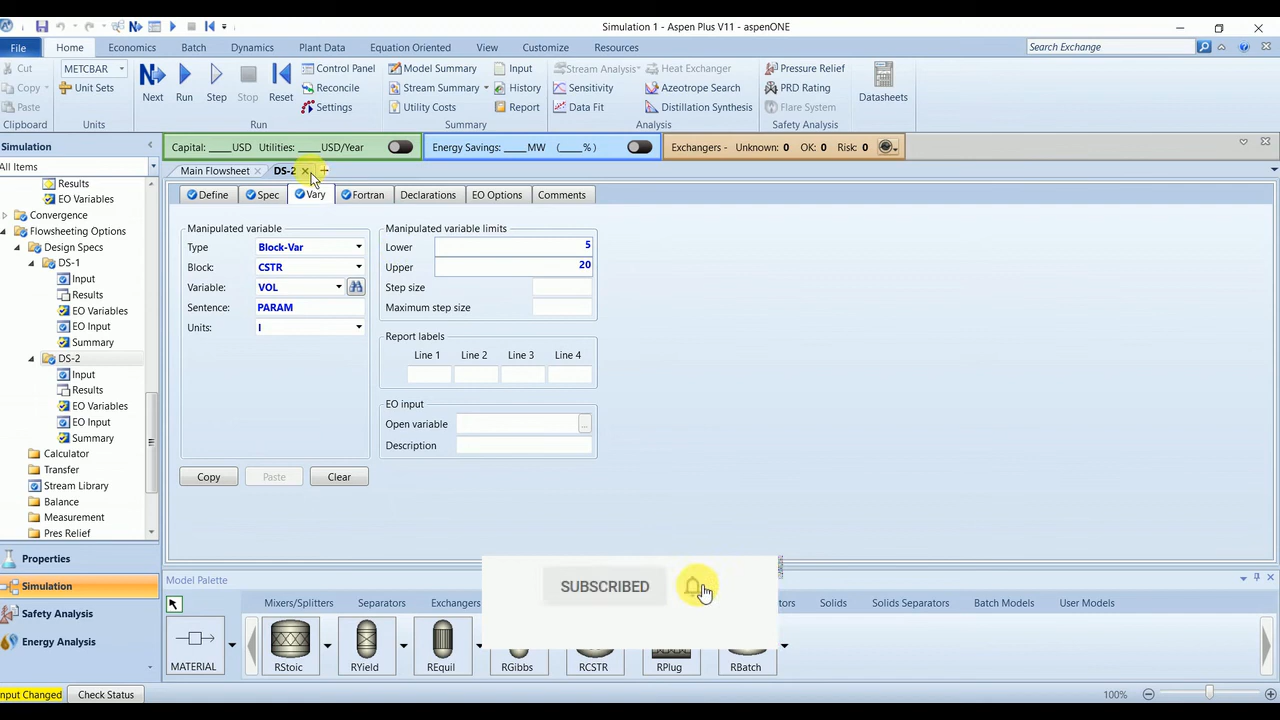 Simulation 1 - Aspen Plus V11 - aspenONE
File Home Economics Batch Dynamics Plant Data Equation Oriented View Customize Resources Search Exchange
Cut METCBAR Control Panel Model Summary Input Stream Analysis Heat Exchanger Pressure Relief
Copy Unit Sets Next Run Step Stop Reset Reconcile Stream Summary History Sensitivity Azeotrope Search PRD Rating Datasheets
Paste Settings Utility Costs Report Data Fit Distillation Synthesis Flare System
Clipboard Units Run Summary Analysis Safety Analysis
Simulation
Capital: ____USD Utilities: ____USD/Year Energy Savings: ____MW (____%) Exchangers - Unknown: 0 OK: 0 Risk: 0
All Items
Main Flowsheet DS-2
Results
EO Variables
Convergence
Flowsheeting Options
Design Specs
DS-1
Input
Results
EO Variables
EO Input
Summary
DS-2
Input
Results
EO Variables
EO Input
Summary
Calculator
Transfer
Stream Library
Balance
Measurement
Pres Relief
Define Spec Vary Fortran Declarations EO Options Comments
Manipulated variable
Type Block-Var
Block: CSTR
Variable: VOL
Sentence: PARAM
Units: l
Manipulated variable limits
Lower 5
Upper 20
Step size
Maximum step size
Report labels
Line 1 Line 2 Line 3 Line 4
EO input
Open variable ...
Description
Copy Paste Clear
Properties
Simulation
Safety Analysis
Energy Analysis
SUBSCRIBED
Model Palette
Mixers/Splitters Separators Exchangers Solids Solids Separators Batch Models User Models
MATERIAL RStoic RYield REquil RGibbs RCSTR RPlug RBatch
Input Changed Check Status 100%